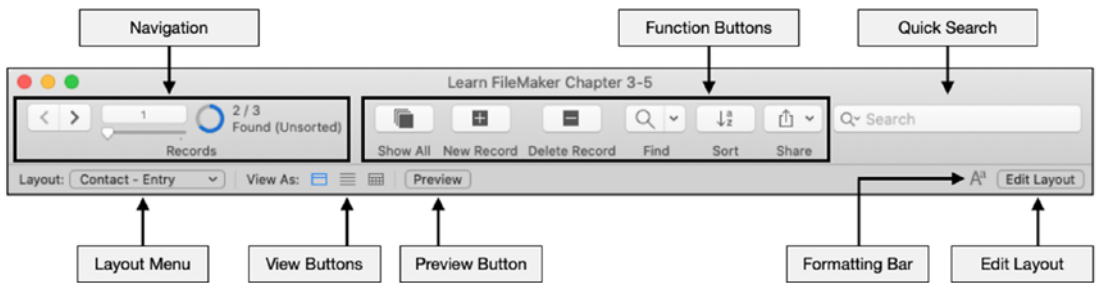 Navigation
Function Buttons
Quick Search
Learn FileMaker Chapter 3-5
1
2 / 3
Found (Unsorted)
Search
Records
Show All New Record Delete Record Find Sort Share
Layout: Contact - Entry View As: Preview Aa Edit Layout
Layout Menu
View Buttons
Preview Button
Formatting Bar
Edit Layout